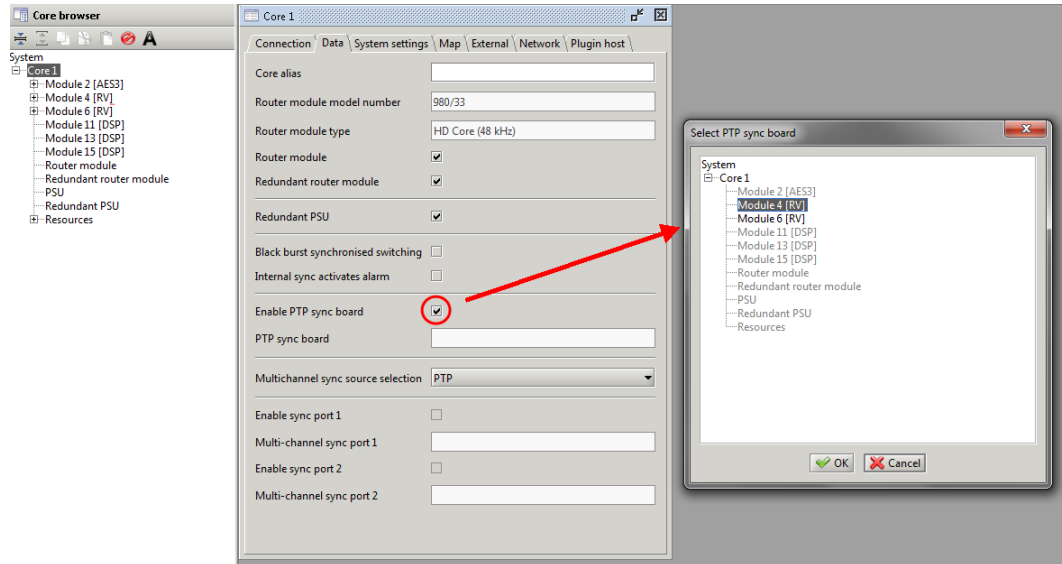 Core browser
A
System
Core 1
Module 2 [AES3]
Module 4 [RV]
Module 6 [RV]
Module 11 [DSP]
Module 13 [DSP]
Module 15 [DSP]
Router module
Redundant router module
PSU
Redundant PSU
Resources
Core 1
Connection Data System settings Map External Network Plugin host
Core alias
Router module model number 980/33
Router module type HD Core (48 kHz)
Router module
Redundant router module
Redundant PSU
Black burst synchronised switching
Internal sync activates alarm
Enable PTP sync board
PTP sync board
Multichannel sync source selection PTP
Enable sync port 1
Multi-channel sync port 1
Enable sync port 2
Multi-channel sync port 2
Select PTP sync board
System
Core 1
Module 2 [AES3]
Module 4 [RV]
Module 6 [RV]
Module 11 [DSP]
Module 13 [DSP]
Module 15 [DSP]
Router module
Redundant router module
PSU
Redundant PSU
Resources
OK Cancel